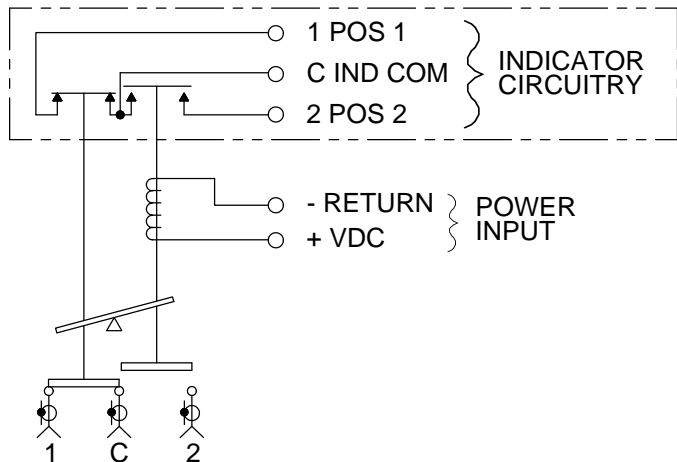 1 POS 1
C IND COM
2 POS 2
INDICATOR
CIRCUITRY
- RETURN
+ VDC
POWER
INPUT
1 C 2